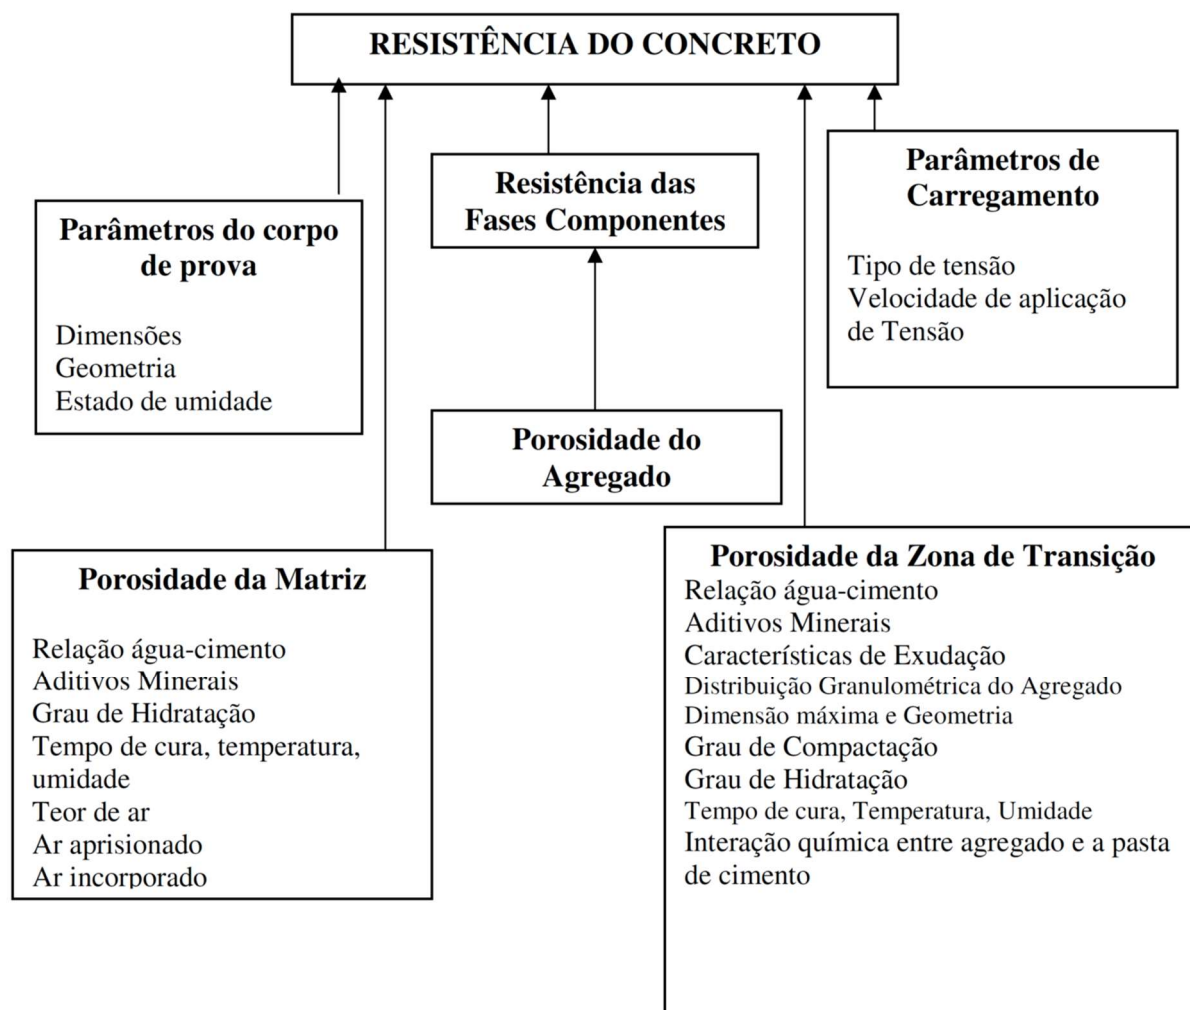 RESISTÊNCIA DO CONCRETO
Parâmetros do corpo
de prova
Dimensões
Geometria
Estado de umidade
Resistência das
Fases Componentes
Parâmetros de
Carregamento
Tipo de tensão
Velocidade de aplicação
de Tensão
Porosidade do
Agregado
Porosidade da Matriz
Relação água-cimento
Aditivos Minerais
Grau de Hidratação
Tempo de cura, temperatura,
umidade
Teor de ar
Ar aprisionado
Ar incorporado
Porosidade da Zona de Transição
Relação água-cimento
Aditivos Minerais
Características de Exudação
Distribuição Granulométrica do Agregado
Dimensão máxima e Geometria
Grau de Compactação
Grau de Hidratação
Tempo de cura, Temperatura, Umidade
Interação química entre agregado e a pasta
de cimento